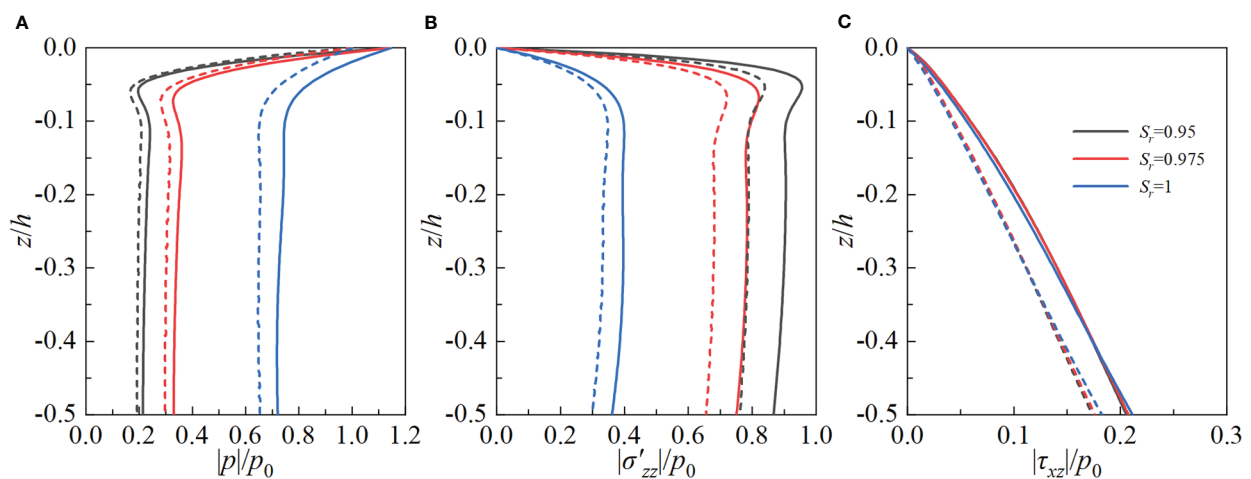 A
0.0
-0.1
-0.2
-0.3
-0.4
-0.5
z/h
0.0 0.2 0.4 0.6 0.8 1.0 1.2
|p|/p₀
B
0.0
-0.1
-0.2
-0.3
-0.4
-0.5
z/h
0.0 0.2 0.4 0.6 0.8 1.0
|σ'zz|/p₀
C
0.0
-0.1
-0.2
-0.3
-0.4
-0.5
z/h
Sr=0.95
Sr=0.975
Sr=1
0.0 0.1 0.2 0.3
|τxz|/p₀